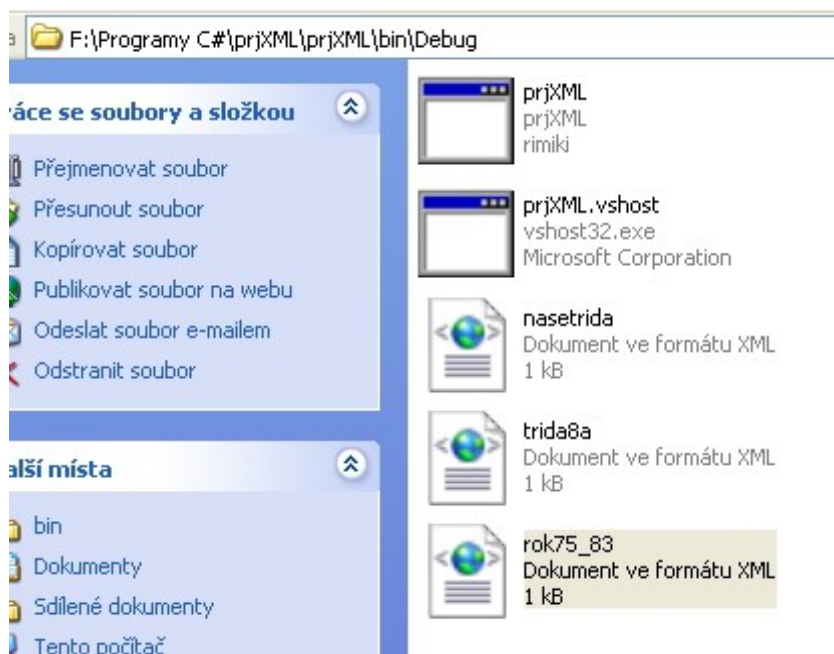 F:\Programy C#\prjXML\prjXML\bin\Debug
áce se soubory a složkou
Přejmenovat soubor
Přesunout soubor
Kopírovat soubor
Publikovat soubor na webu
Odeslat soubor e-mailem
Odstranit soubor
alší místa
bin
Dokumenty
Sdílené dokumenty
Tento počítač
prjXML
prjXML
rimiki
prjXML.vshost
vshost32.exe
Microsoft Corporation
nasetrida
Dokument ve formátu XML
1 kB
trida8a
Dokument ve formátu XML
1 kB
rok75_83
Dokument ve formátu XML
1 kB